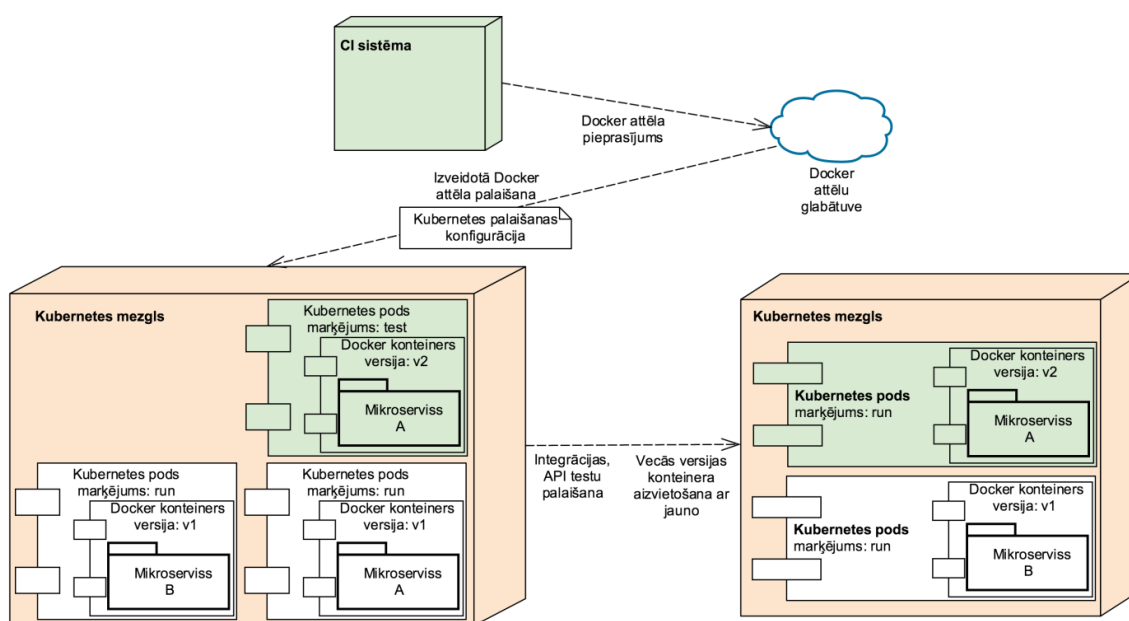 CI sistēma
Docker attēla
pieprasījums
Docker
attēlu
glabātuve
Izveidotā Docker
attēla palaišana
Kubernetes palaišanas
konfigurācija
Kubernetes mezgls
Kubernetes pods
marķējums: test
Docker konteiners
versija: v2
Mikroserviss
A
Kubernetes pods
marķējums: run
Docker konteiners
versija: v1
Mikroserviss
B
Kubernetes pods
marķējums: run
Docker konteiners
versija: v1
Mikroserviss
A
Integrācijas,
API testu
palaišana
Vecās versijas
konteinera
aizvietošana ar
jauno
Kubernetes mezgls
Kubernetes pods
marķējums: run
Docker konteiners
versija: v2
Mikroserviss
A
Kubernetes pods
marķējums: run
Docker konteiners
versija: v1
Mikroserviss
B